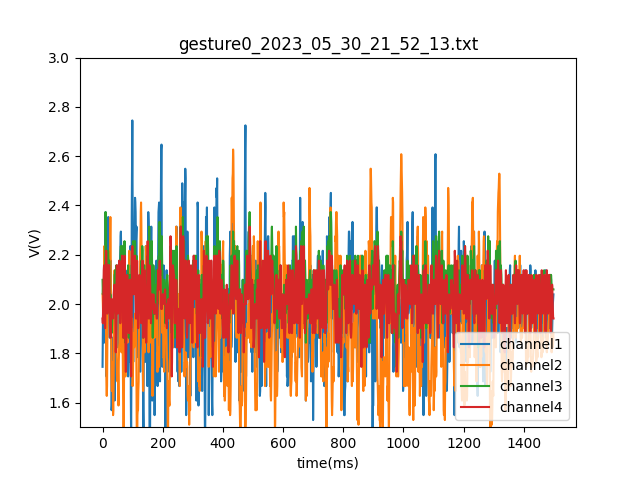 gesture0_2023_05_30_21_52_13.txt
3.0
2.8
2.6
2.4
2.2
2.0
1.8
1.6
V(V)
0 200 400 600 800 1000 1200 1400
time(ms)
channel1
channel2
channel3
channel4